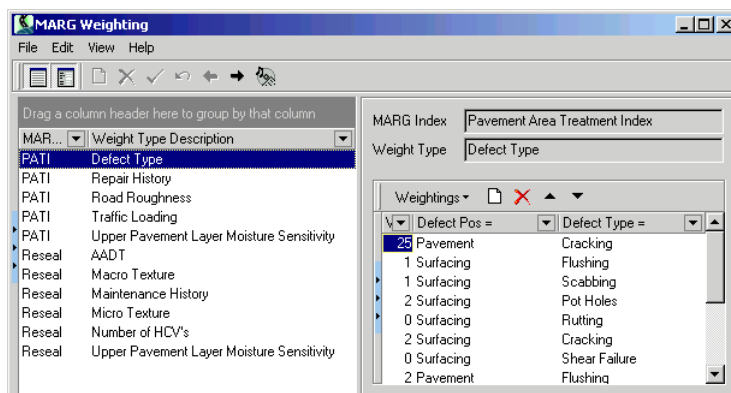 MARG Weighting
File Edit View Help
Drag a column header here to group by that column
MAR... Weight Type Description
PATI Defect Type
PATI Repair History
PATI Road Roughness
PATI Traffic Loading
PATI Upper Pavement Layer Moisture Sensitivity
Reseal AADT
Reseal Macro Texture
Reseal Maintenance History
Reseal Micro Texture
Reseal Number of HCV's
Reseal Upper Pavement Layer Moisture Sensitivity
MARG Index Pavement Area Treatment Index
Weight Type Defect Type
Weightings
V Defect Pos = Defect Type =
25 Pavement Cracking
1 Surfacing Flushing
1 Surfacing Scabbing
2 Surfacing Pot Holes
0 Surfacing Rutting
2 Surfacing Cracking
0 Surfacing Shear Failure
2 Pavement Flushing